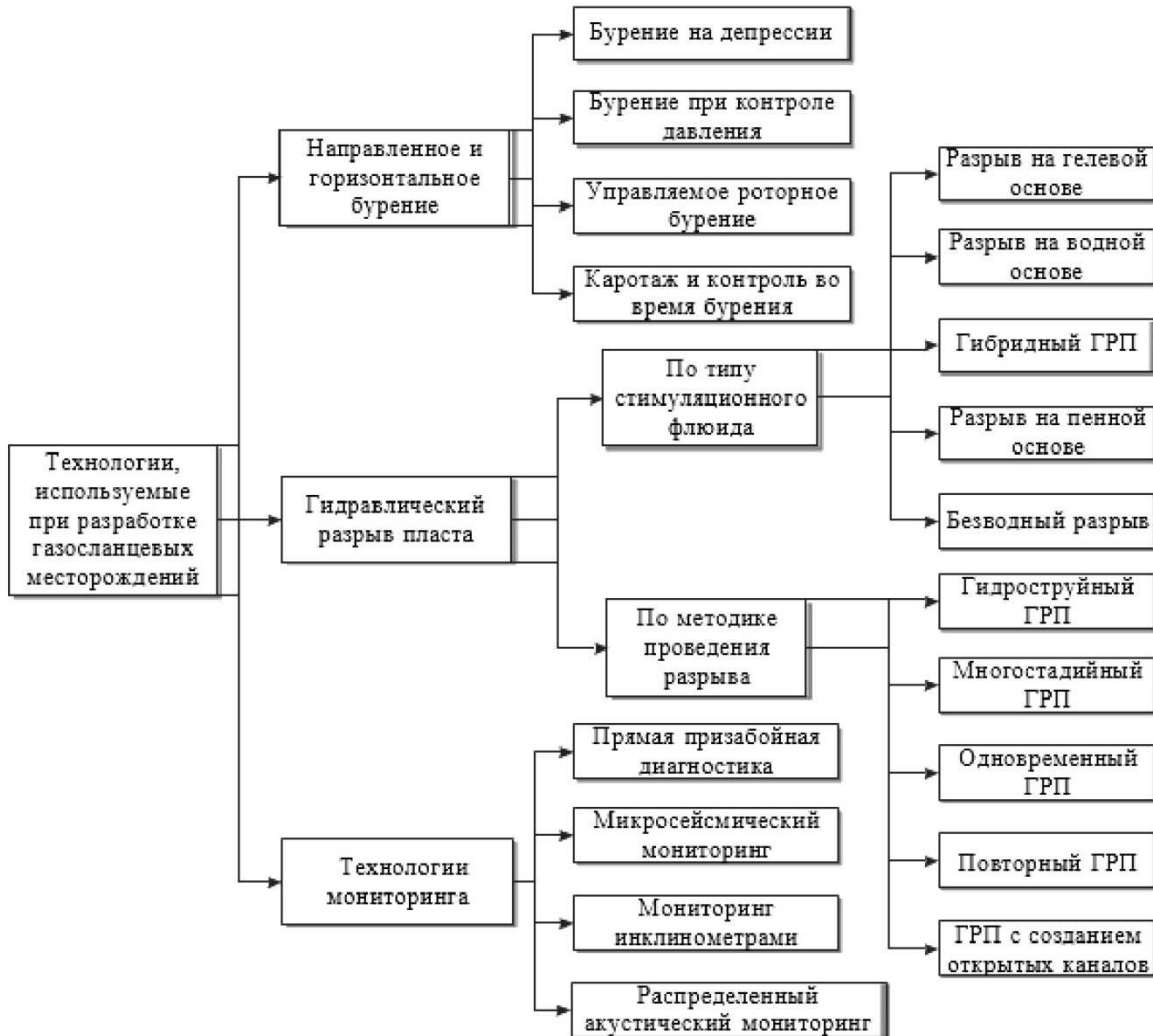 Технологии,
используемые
при разработке
газосланцевых
месторождений
Направленное и
горизонтальное
бурение
Бурение на депрессии
Бурение при контроле
давления
Управляемое роторное
бурение
Каротаж и контроль во
время бурения
Гидравлический
разрыв пласта
По типу
стимуляционного
флюида
Разрыв на гелевой
основе
Разрыв на водной
основе
Гибридный ГРП
Разрыв на пенной
основе
Безводный разрыв
По методике
проведения
разрыва
Гидроструйный
ГРП
Многостадийный
ГРП
Одновременный
ГРП
Повторный ГРП
ГРП с созданием
открытых каналов
Технологии
мониторинга
Прямая призабойная
диагностика
Микросейсмический
мониторинг
Мониторинг
инклинометрами
Распределенный
акустический мониторинг